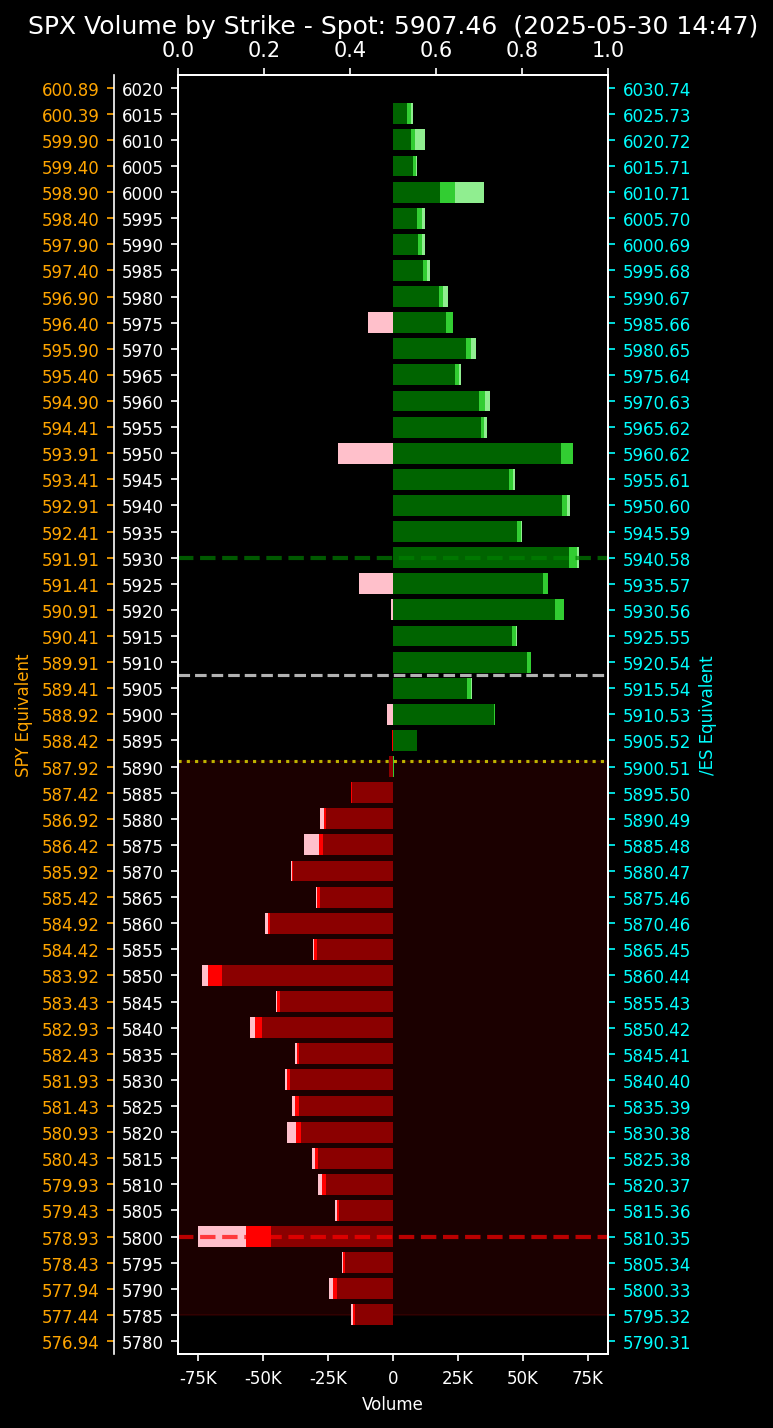 SPX Volume by Strike - Spot: 5907.46 (2025-05-30 14:47)
0.0 0.2 0.4 0.6 0.8 1.0
600.89 6020 6030.74
600.39 6015 6025.73
599.90 6010 6020.72
599.40 6005 6015.71
598.90 6000 6010.71
598.40 5995 6005.70
597.90 5990 6000.69
597.40 5985 5995.68
596.90 5980 5990.67
596.40 5975 5985.66
595.90 5970 5980.65
595.40 5965 5975.64
594.90 5960 5970.63
594.41 5955 5965.62
593.91 5950 5960.62
593.41 5945 5955.61
592.91 5940 5950.60
592.41 5935 5945.59
591.91 5930 5940.58
591.41 5925 5935.57
590.91 5920 5930.56
590.41 5915 5925.55
589.91 5910 5920.54
589.41 5905 5915.54
588.92 5900 5910.53
588.42 5895 5905.52
587.92 5890 5900.51
587.42 5885 5895.50
586.92 5880 5890.49
586.42 5875 5885.48
585.92 5870 5880.47
585.42 5865 5875.46
584.92 5860 5870.46
584.42 5855 5865.45
583.92 5850 5860.44
583.43 5845 5855.43
582.93 5840 5850.42
582.43 5835 5845.41
581.93 5830 5840.40
581.43 5825 5835.39
580.93 5820 5830.38
580.43 5815 5825.38
579.93 5810 5820.37
579.43 5805 5815.36
578.93 5800 5810.35
578.43 5795 5805.34
577.94 5790 5800.33
577.44 5785 5795.32
576.94 5780 5790.31
SPY Equivalent
/ES Equivalent
-75K -50K -25K 0 25K 50K 75K
Volume